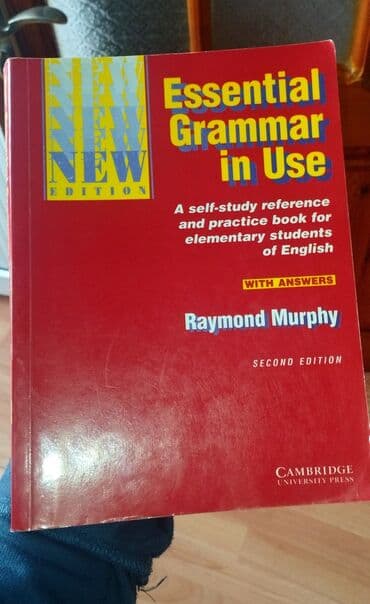 NEW
NEW
NEW
NEW
NEW
EDITION
Essential
Grammar
in Use
A self-study reference
and practice book for
elementary students
of English
WITH ANSWERS
Raymond Murphy
SECOND EDITION
CAMBRIDGE
UNIVERSITY PRESS